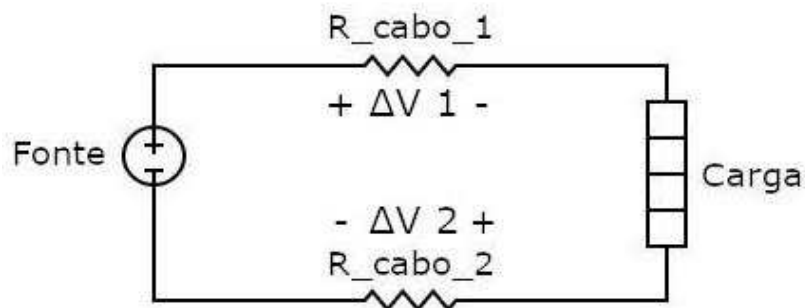 R_cabo_1
+ ΔV 1 -
Fonte
Carga
- ΔV 2 +
R_cabo_2